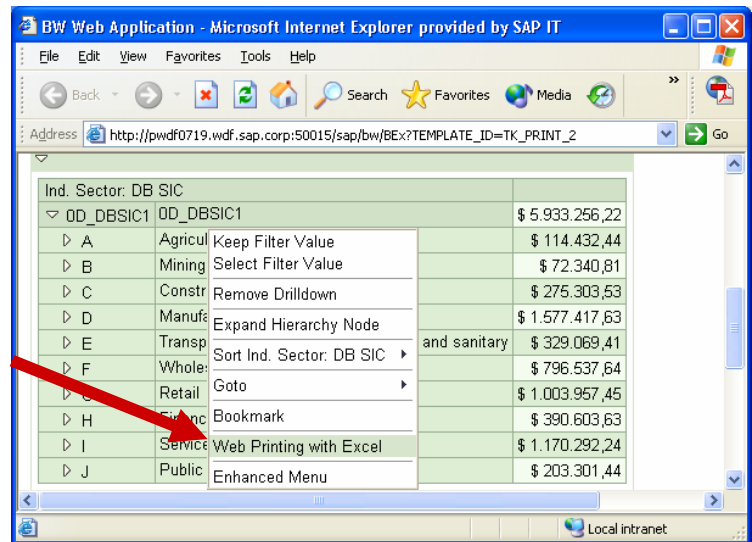 BW Web Application - Microsoft Internet Explorer provided by SAP IT
File Edit View Favorites Tools Help
Back Search Favorites Media »
Address http://pwdf0719.wdf.sap.corp:50015/sap/bw/BEx?TEMPLATE_ID=TK_PRINT_2 Go
Ind. Sector: DB SIC
0D_DBSIC1 0D_DBSIC1 $ 5.933.256,22
A Agricul $ 114.432,44
B Mining $ 72.340,81
C Constr $ 275.303,53
D Manufa $ 1.577.417,63
E Transp and sanitary $ 329.069,41
F Whole $ 796.537,64
Retail $ 1.003.957,45
H $ 390.603,63
I Service $ 1.170.292,24
J Public $ 203.301,44
Keep Filter Value
Select Filter Value
Remove Drilldown
Expand Hierarchy Node
Sort Ind. Sector: DB SIC
Goto
Bookmark
Web Printing with Excel
Enhanced Menu
Local intranet